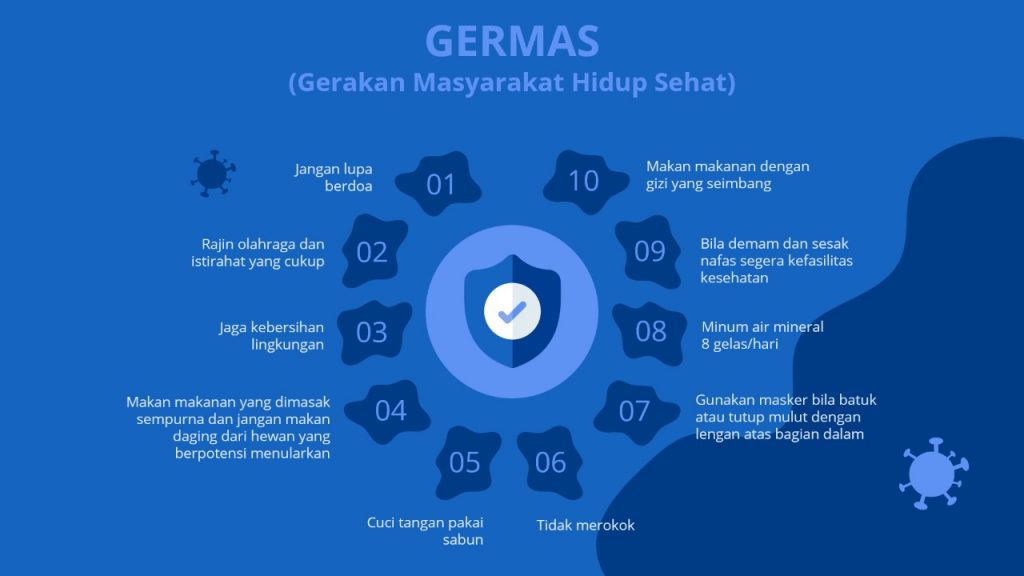 GERMAS
(Gerakan Masyarakat Hidup Sehat)
01
Jangan lupa
berdoa
02
Rajin olahraga dan
istirahat yang cukup
03
Jaga kebersihan
lingkungan
04
Makan makanan yang dimasak
sempurna dan jangan makan
daging dari hewan yang
berpotensi menularkan
05
Cuci tangan pakai
sabun
06
Tidak merokok
07
Gunakan masker bila batuk
atau tutup mulut dengan
lengan atas bagian dalam
08
Minum air mineral
8 gelas/hari
09
Bila demam dan sesak
nafas segera kefasilitas
kesehatan
10
Makan makanan dengan
gizi yang seimbang